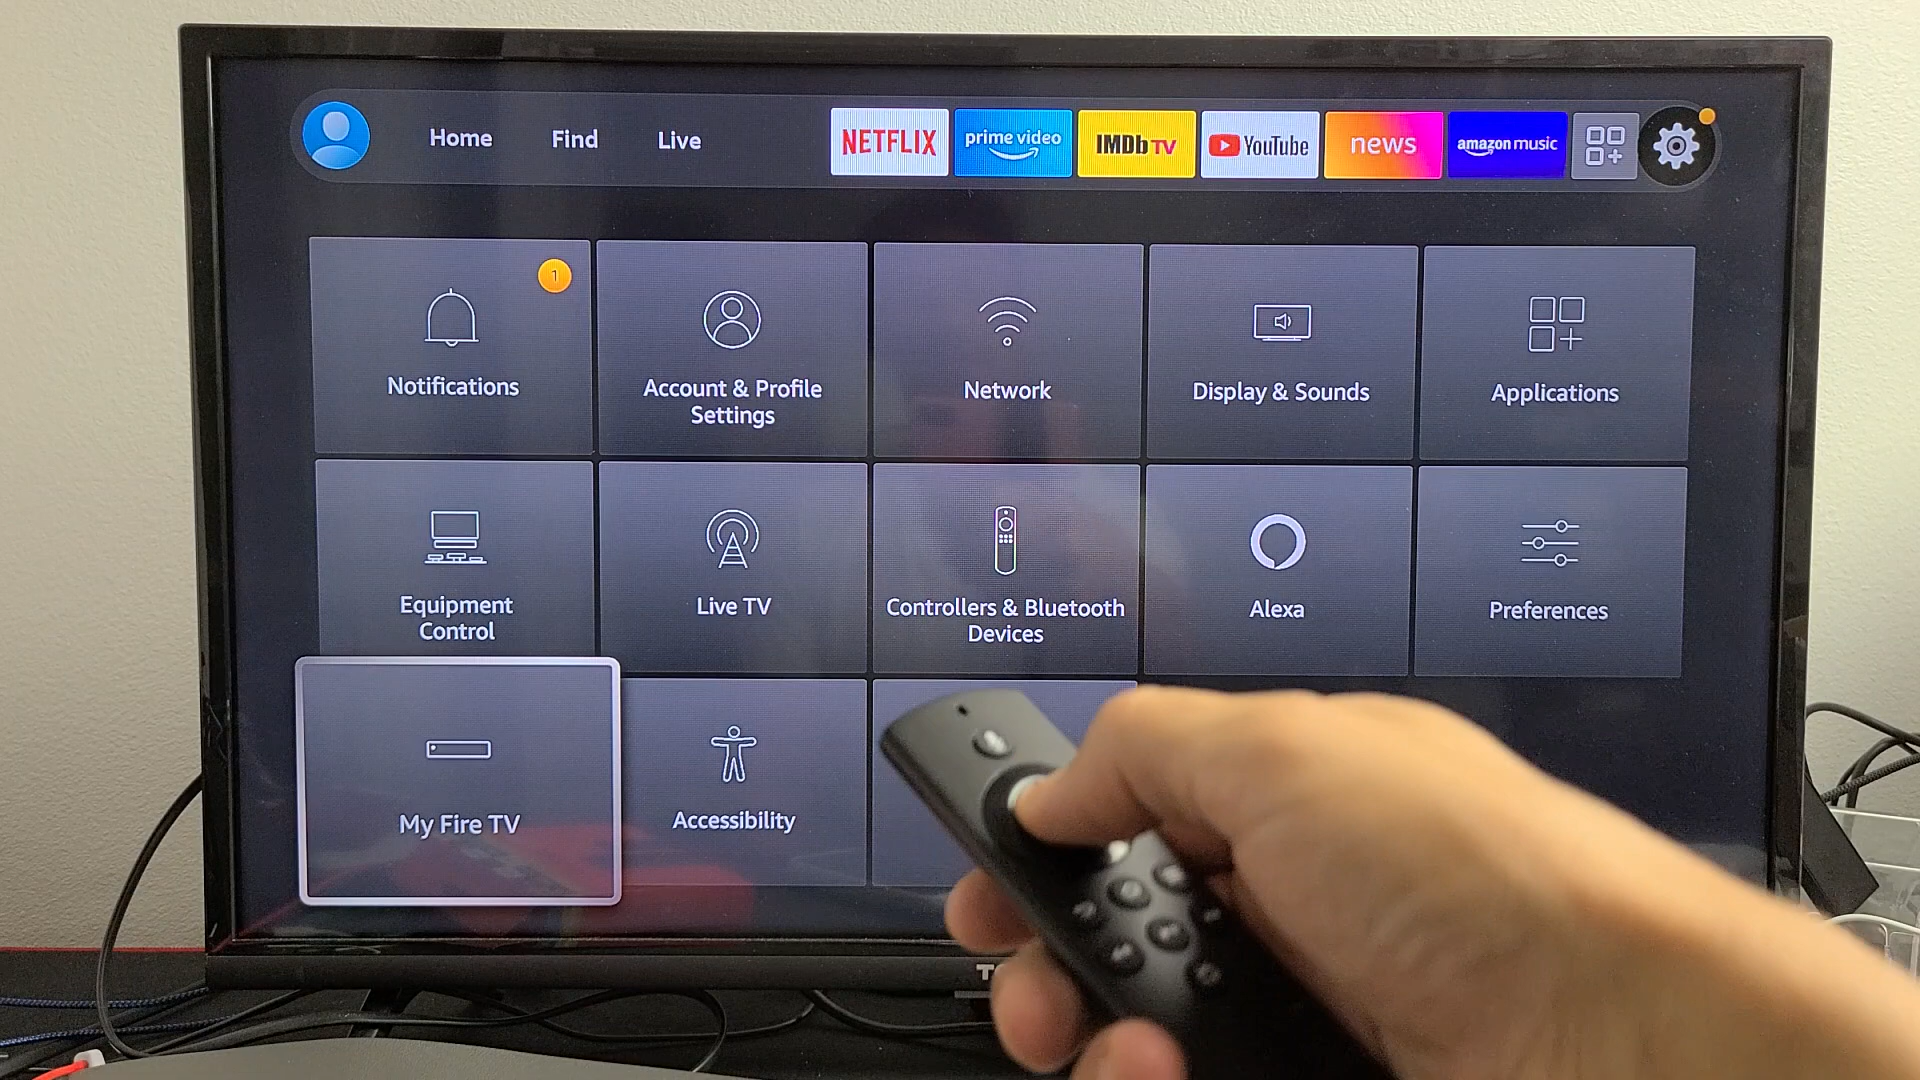 Home
Find
Live
NETFLIX
prime video
IMDb TV
YouTube
news
amazon music
1
Notifications
Account & Profile
Settings
Network
Display & Sounds
Applications
Equipment
Control
Live TV
Controllers & Bluetooth
Devices
Alexa
Preferences
My Fire TV
Accessibility